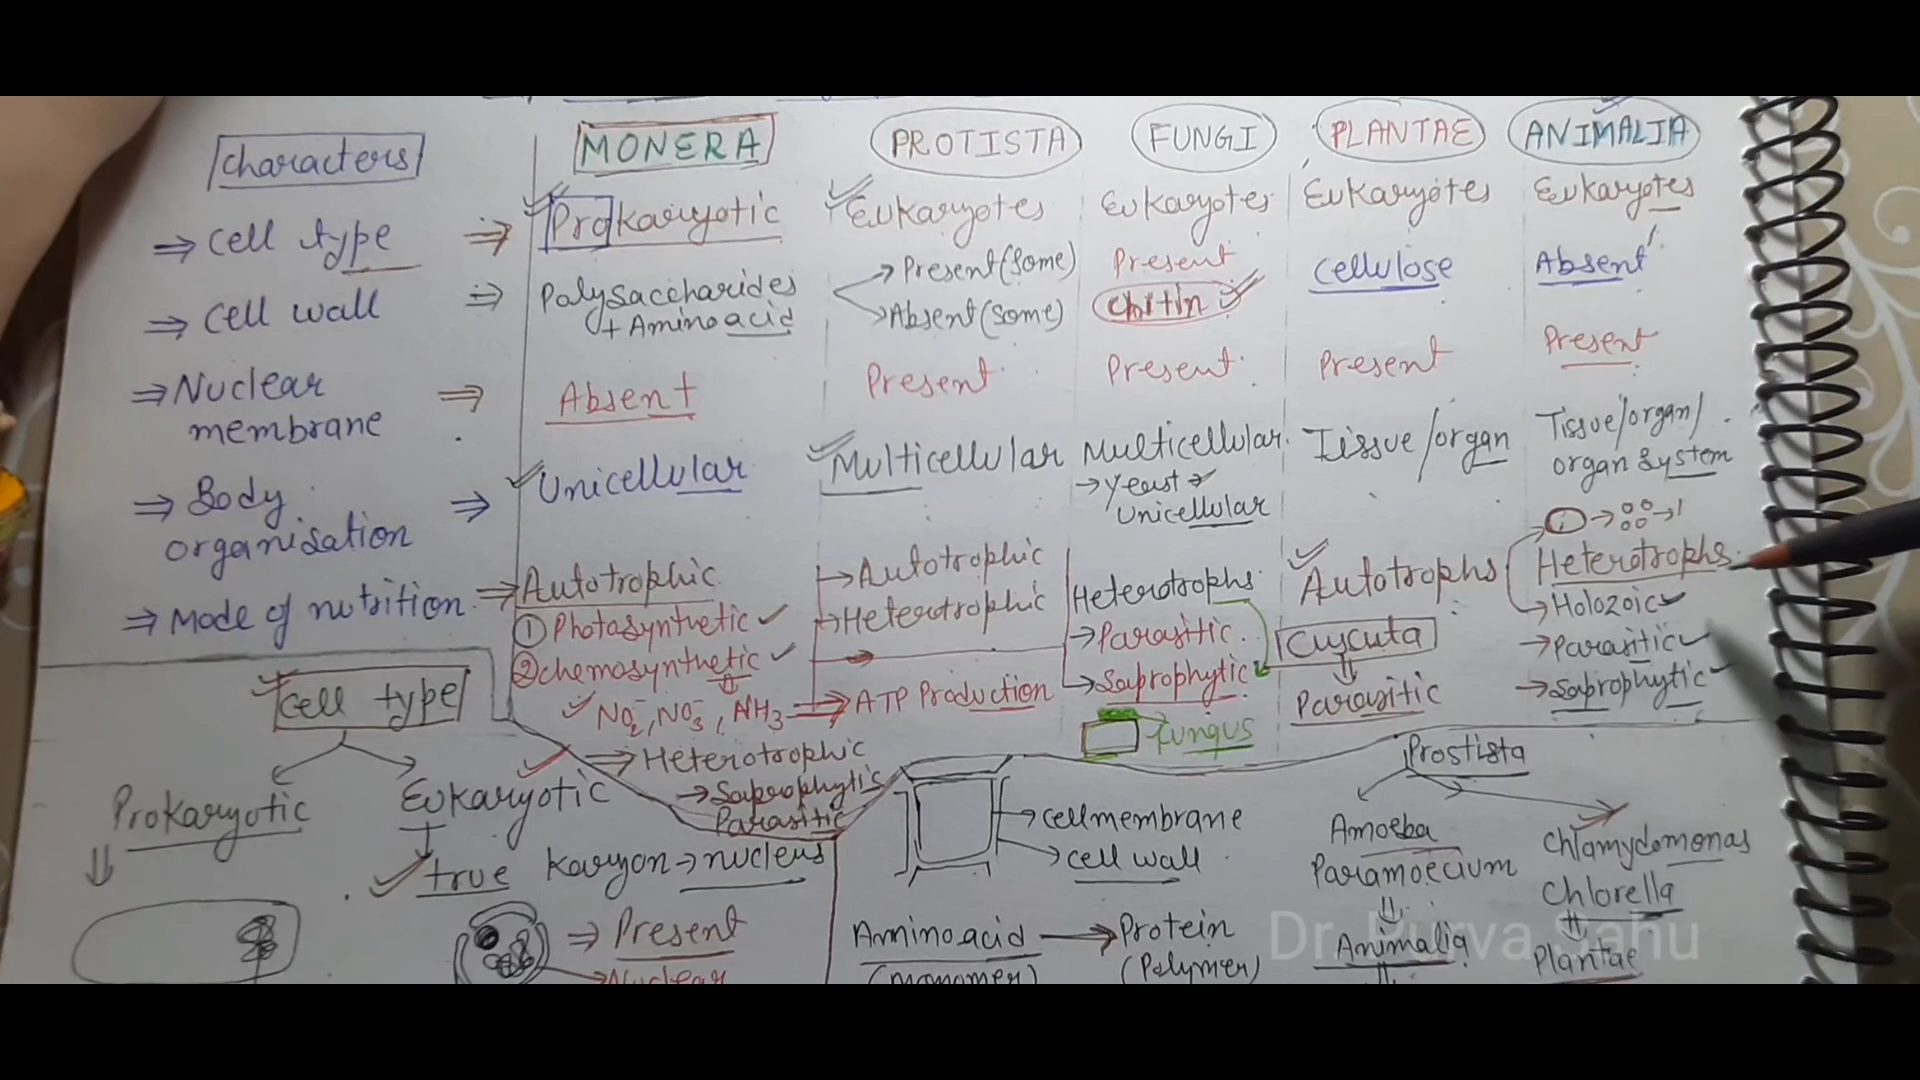 Characters
MONERA
PROTISTA
FUNGI
PLANTAE
ANIMALIA
⇒ Cell type ⇒
Prokaryotic
Eukaryotes
Eukaryotes
Eukaryotes
Eukaryotes
⇒ Cell wall ⇒
Polysaccharides
+ Amino acid
→ Present (Some)
→ Absent (Some)
Present
Chitin
Cellulose
Absent
⇒ Nuclear
membrane ⇒
Absent
Present
Present
Present
Present
⇒ Body
organisation ⇒
Unicellular
Multicellular
Multicellular
→ Yeast →
Unicellular
Tissue/organ
Tissue/organ/
organ system
⇒ Mode of nutrition ⇒
Autotrophic
① Photosynthetic
② Chemosynthetic
NO2-, NO3-, NH3 ⇒ ATP Production
⇒ Heterotrophic
→ Saprophytic
Parasitic
→ Autotrophic
→ Heterotrophic
Heterotrophs
→ Parasitic
→ Saprophytic
fungus
Autotrophs
Cuscuta
Parasitic
Heterotrophs
→ Holozoic
→ Parasitic
→ Saprophytic
Cell type
Prokaryotic
Eukaryotic
true Karyon → nucleus
⇒ Present
→ Nuclear
→ cell membrane
→ cell wall
Amino acid → Protein
(monomer) (Polymer)
Prostista
Amoeba
Paramoecium
Animalia
Chlamydomonas
Chlorella
Plantae
Dr. Purva Sahu